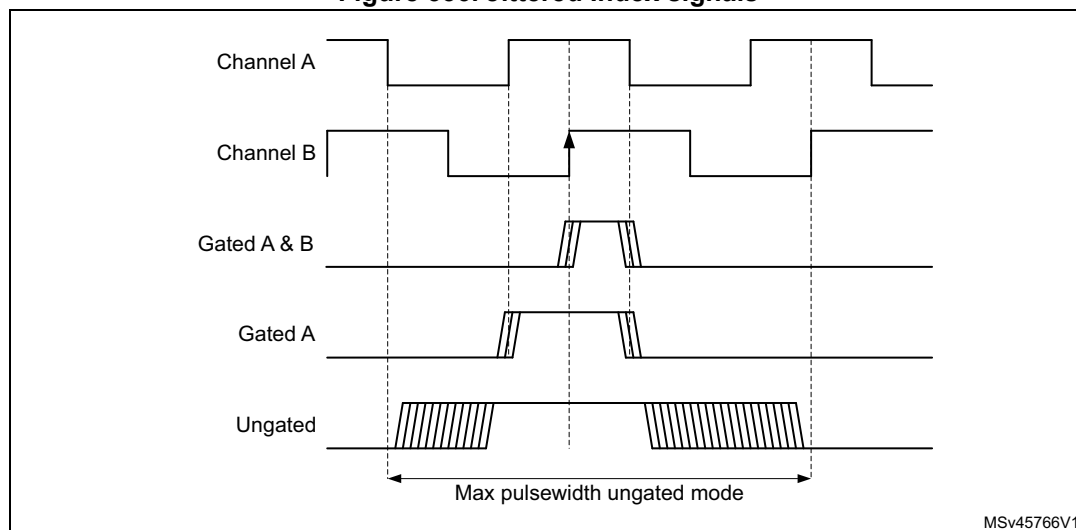 Channel A
Channel B
Gated A & B
Gated A
Ungated
Max pulsewidth ungated mode
MSv45766V1